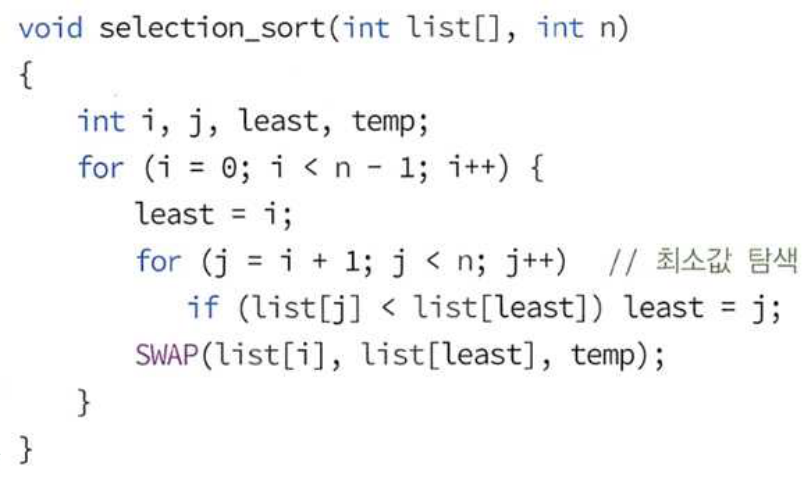 void selection_sort(int list[], int n)
{
int i, j, least, temp;
for (i = 0; i < n - 1; i++) {
least = i;
for (j = i + 1; j < n; j++) // 최소값 탐색
if (list[j] < list[least]) least = j;
SWAP(list[i], list[least], temp);
}
}